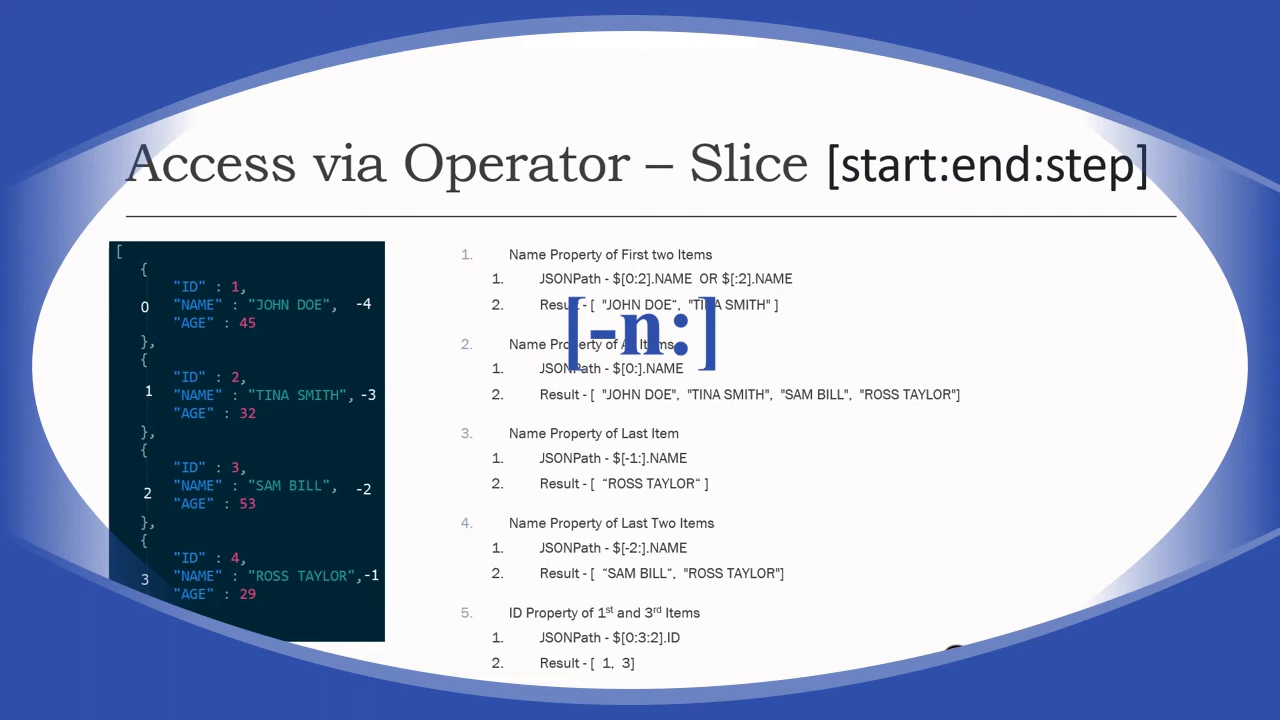 Access via Operator – Slice [start:end:step]
[
{
"ID" : 1,
0 "NAME" : "JOHN DOE", -4
"AGE" : 45
},
{
"ID" : 2,
1 "NAME" : "TINA SMITH", -3
"AGE" : 32
},
{
"ID" : 3,
2 "NAME" : "SAM BILL", -2
"AGE" : 53
},
{
"ID" : 4,
3 "NAME" : "ROSS TAYLOR", -1
"AGE" : 29
1. Name Property of First two Items
1. JSONPath - $[0:2].NAME OR $[:2].NAME
2. Result - [ "JOHN DOE“, "TINA SMITH" ]
[-n:]
2. Name Property of All Items
1. JSONPath - $[0:].NAME
2. Result - [ "JOHN DOE", "TINA SMITH", "SAM BILL", "ROSS TAYLOR"]
3. Name Property of Last Item
1. JSONPath - $[-1:].NAME
2. Result - [ “ROSS TAYLOR“ ]
4. Name Property of Last Two Items
1. JSONPath - $[-2:].NAME
2. Result - [ “SAM BILL“, "ROSS TAYLOR"]
5. ID Property of 1st and 3rd Items
1. JSONPath - $[0:3:2].ID
2. Result - [ 1, 3]